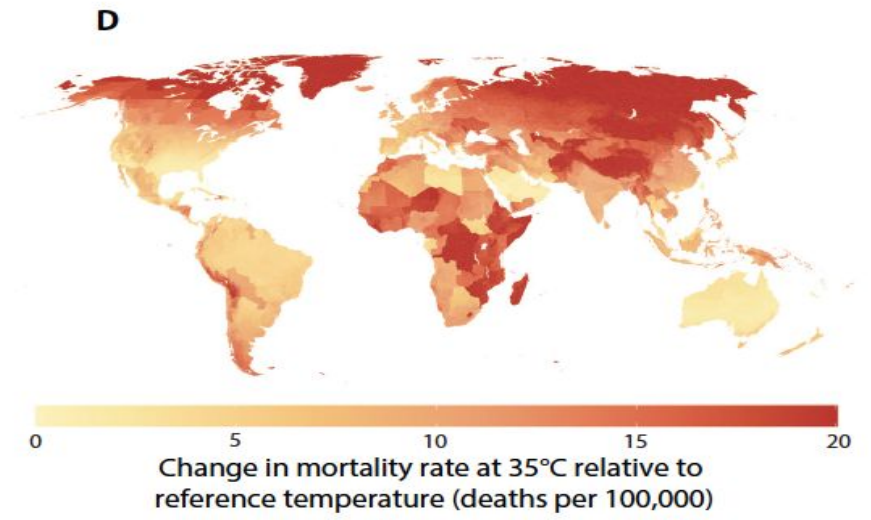 D
0 5 10 15 20
Change in mortality rate at 35°C relative to
reference temperature (deaths per 100,000)